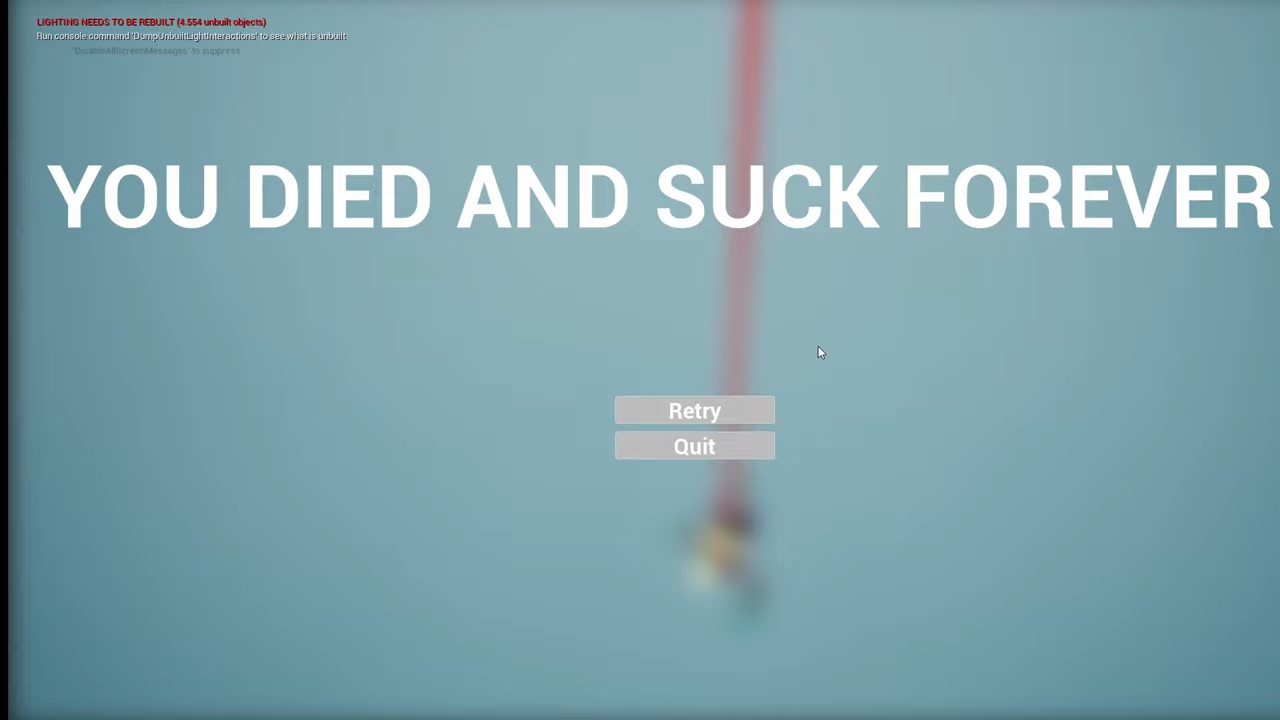 LIGHTING NEEDS TO BE REBUILT (4.554 unbuilt objects)
Run console command 'DumpUnbuiltLightInteractions' to see what is unbuilt
'DisableAllScreenMessages' to suppress
YOU DIED AND SUCK FOREVER
Retry
Quit